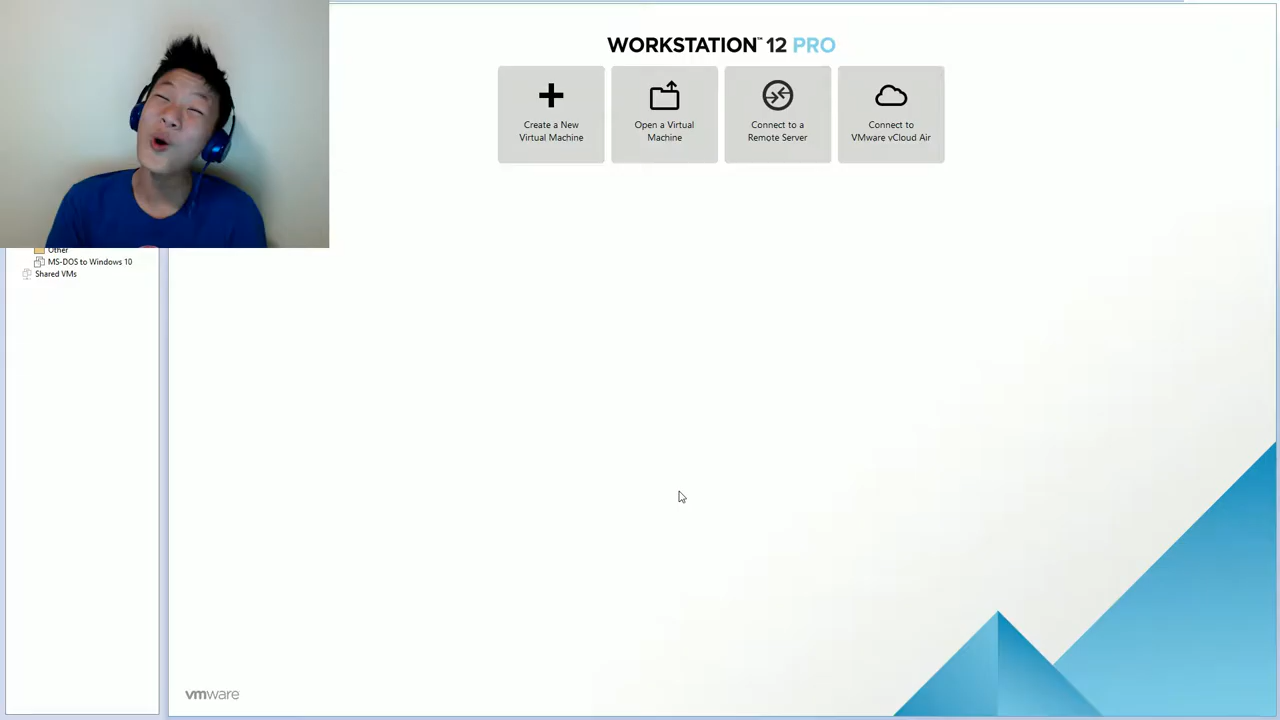 WORKSTATION™ 12 PRO
Create a New
Virtual Machine
Open a Virtual
Machine
Connect to a
Remote Server
Connect to
VMware vCloud Air
Other
MS-DOS to Windows 10
Shared VMs
vmware